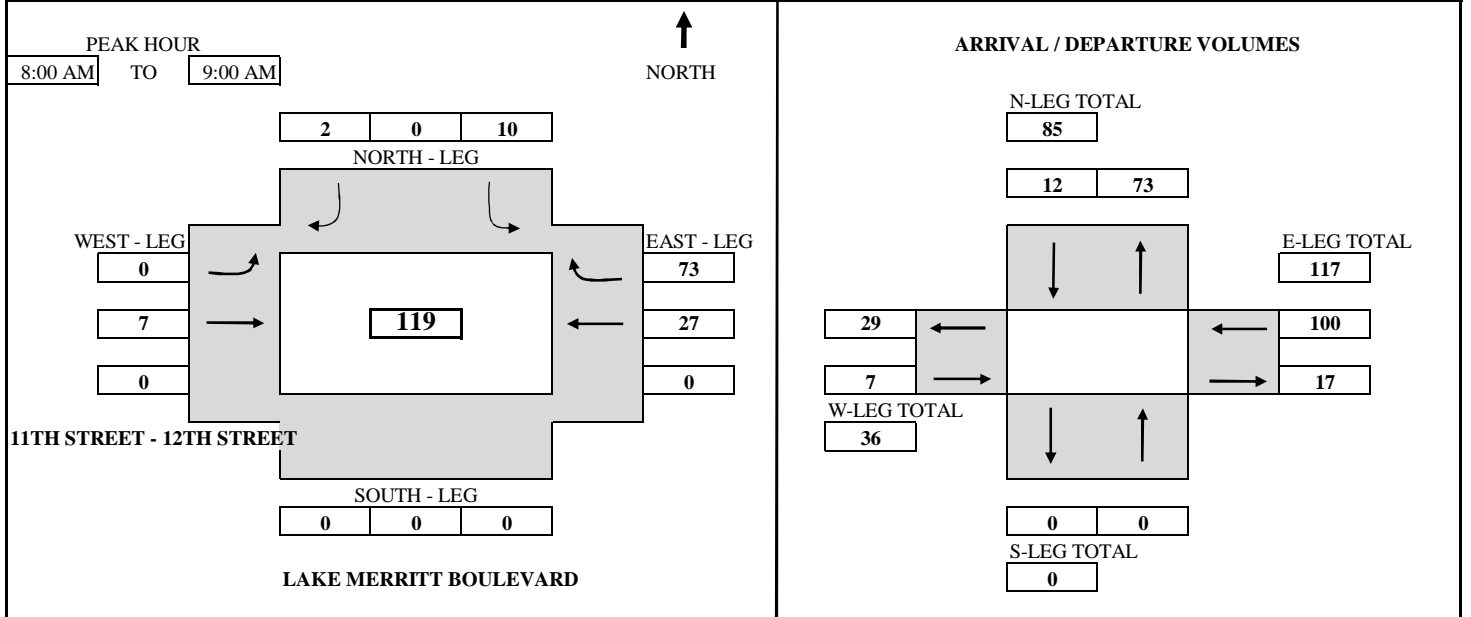 PEAK HOUR
8:00 AM TO 9:00 AM
NORTH
2 0 10
NORTH - LEG
WEST - LEG
EAST - LEG
0
73
7
119
27
0
0
11TH STREET - 12TH STREET
SOUTH - LEG
0 0 0
LAKE MERRITT BOULEVARD
ARRIVAL / DEPARTURE VOLUMES
N-LEG TOTAL
85
12 73
E-LEG TOTAL
117
29
100
7
17
W-LEG TOTAL
36
0 0
S-LEG TOTAL
0